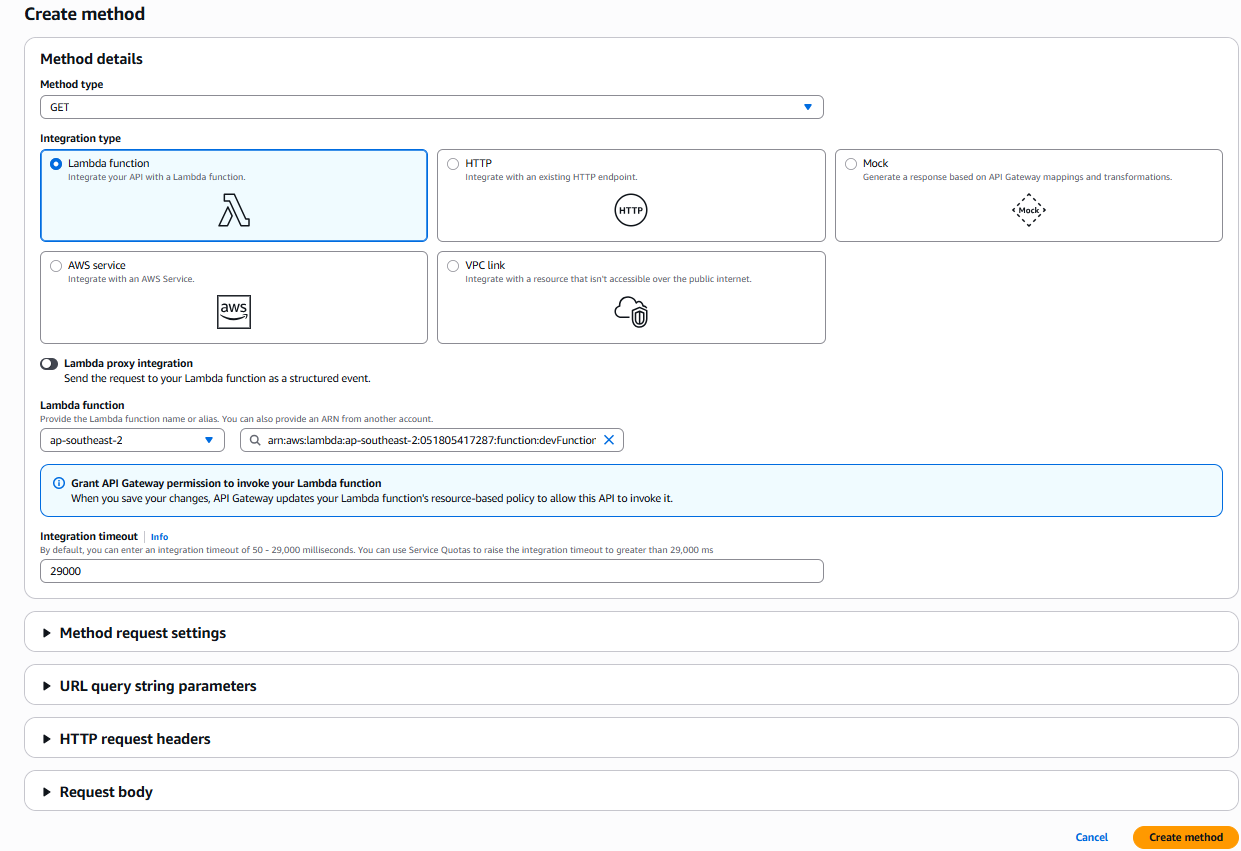 Create method
Method details
Method type
GET
Integration type
Lambda function
Integrate your API with a Lambda function.
HTTP
Integrate with an existing HTTP endpoint.
HTTP
Mock
Generate a response based on API Gateway mappings and transformations.
Mock
AWS service
Integrate with an AWS Service.
aws
VPC link
Integrate with a resource that isn't accessible over the public internet.
Lambda proxy integration
Send the request to your Lambda function as a structured event.
Lambda function
Provide the Lambda function name or alias. You can also provide an ARN from another account.
ap-southeast-2
arn:aws:lambda:ap-southeast-2:051805417287:function:devFunction
Grant API Gateway permission to invoke your Lambda function
When you save your changes, API Gateway updates your Lambda function's resource-based policy to allow this API to invoke it.
Integration timeout Info
By default, you can enter an integration timeout of 50 - 29,000 milliseconds. You can use Service Quotas to raise the integration timeout to greater than 29,000 ms
29000
Method request settings
URL query string parameters
HTTP request headers
Request body
Cancel
Create method